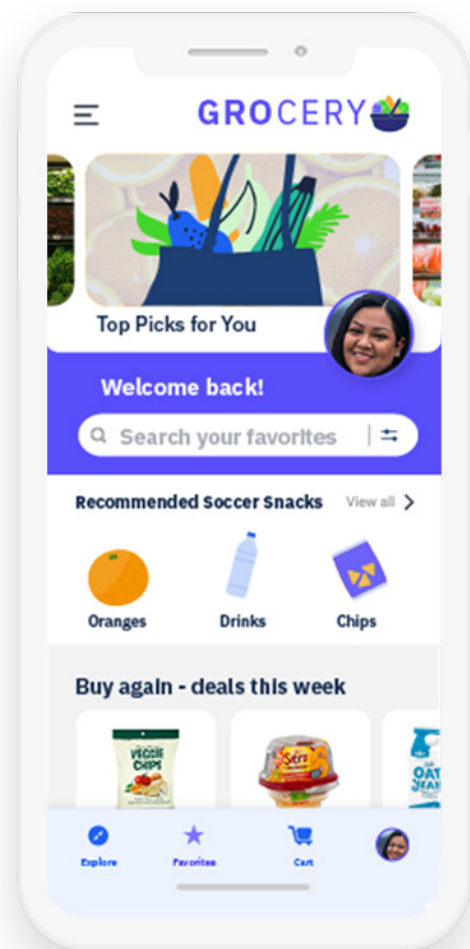 GROCERY
Top Picks for You
Welcome back!
Search your favorites
Recommended Soccer Snacks View all
Oranges Drinks Chips
Buy again - deals this week
VEGGIE
CHIPS
OAT
Explore Favorites Cart